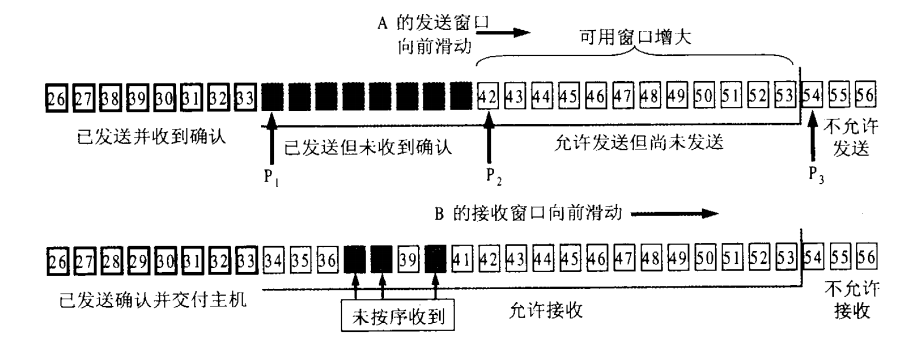 A 的发送窗口
向前滑动
可用窗口增大
26 27 38 39 30 31 32 33 42 43 44 45 46 47 48 49 50 51 52 53 54 55 56
已发送并收到确认
已发送但未收到确认
允许发送但尚未发送
不允许
发送
P1
P2
P3
B 的接收窗口向前滑动
26 27 28 29 30 31 32 33 34 35 36 39 41 42 43 44 45 46 47 48 49 50 51 52 53 54 55 56
已发送确认并交付主机
未按序收到
允许接收
不允许
接收